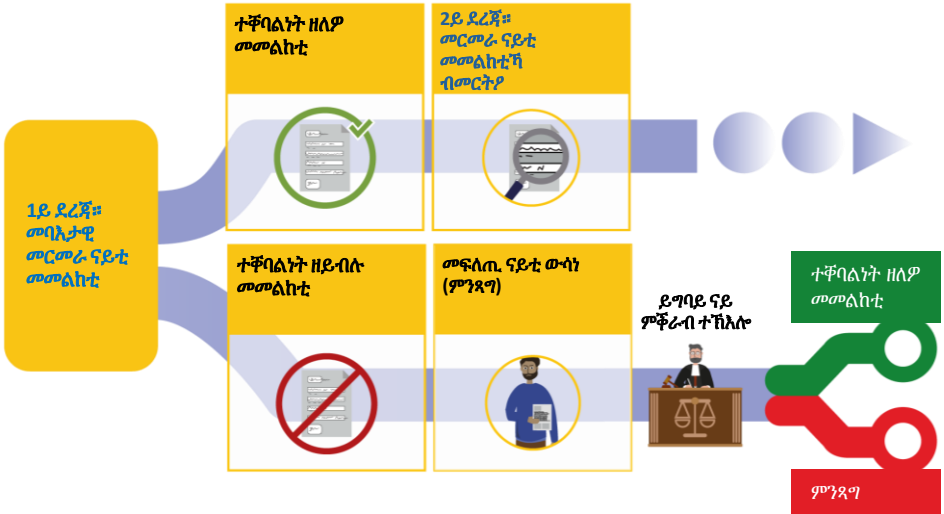 1ይ ደረጃ።
መባእታዊ
መርመራ ናይቲ
መመልከቲ
ተቐባልነት ዘለዎ
መመልከቲ
2ይ ደረጃ።
መርመራ ናይቲ
መመልከቲኻ
ብመርትዖ
ተቐባልነት ዘይብሉ
መመልከቲ
መፍለጢ ናይቲ ውሳነ
(ምንጻግ)
ይግባይ ናይ
ምቕራብ ተኽእሎ
ተቐባልነት ዘለዎ
መመልከቲ
ምንጻግ